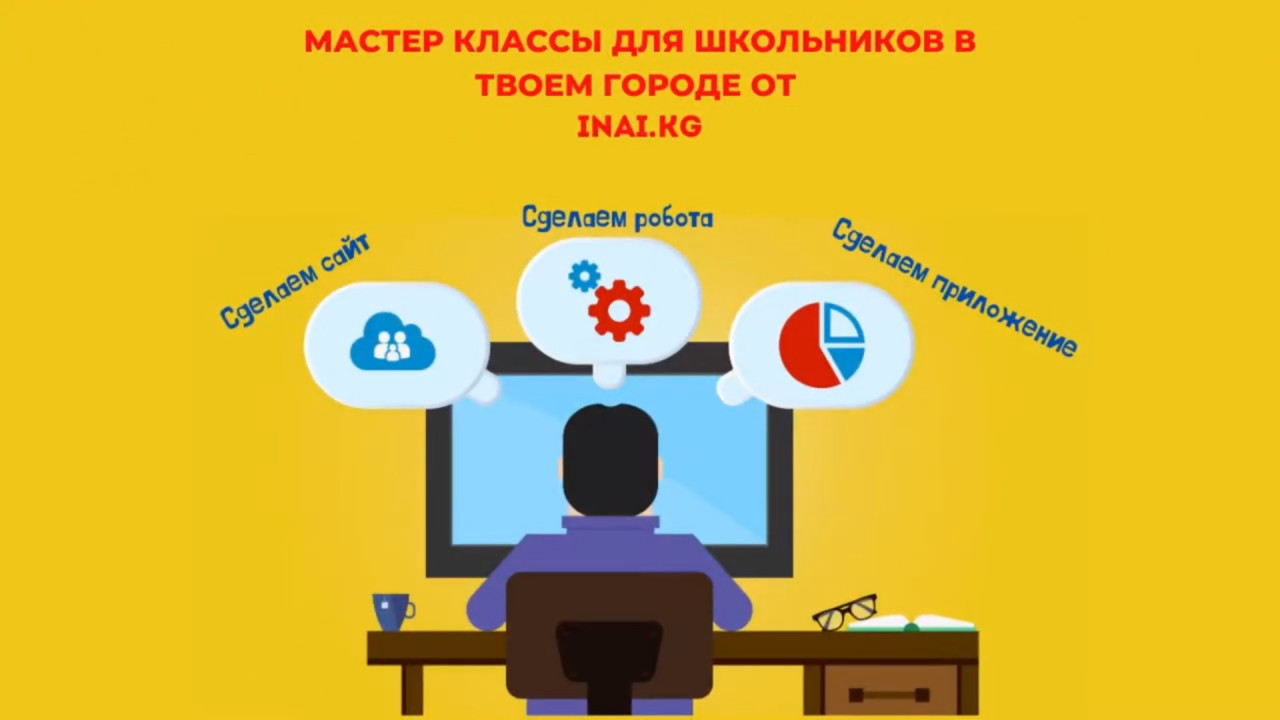 МАСТЕР КЛАССЫ ДЛЯ ШКОЛЬНИКОВ В
ТВОЕМ ГОРОДЕ ОТ
INAI.KG
Сделаем сайт
Сделаем робота
Сделаем приложение